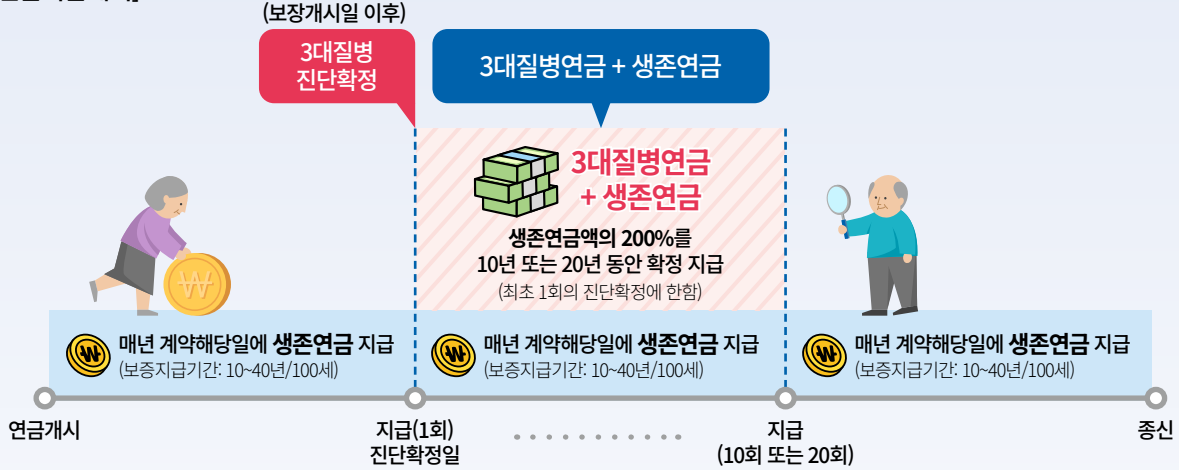 (보장개시일 이후)
3대질병
진단확정
3대질병연금 + 생존연금
3대질병연금
+ 생존연금
생존연금액의 200%를
10년 또는 20년 동안 확정 지급
(최초 1회의 진단확정에 한함)
매년 계약해당일에 생존연금 지급
(보증지급기간: 10~40년/100세)
매년 계약해당일에 생존연금 지급
(보증지급기간: 10~40년/100세)
매년 계약해당일에 생존연금 지급
(보증지급기간: 10~40년/100세)
연금개시
지급(1회)
진단확정일
지급
(10회 또는 20회)
종신